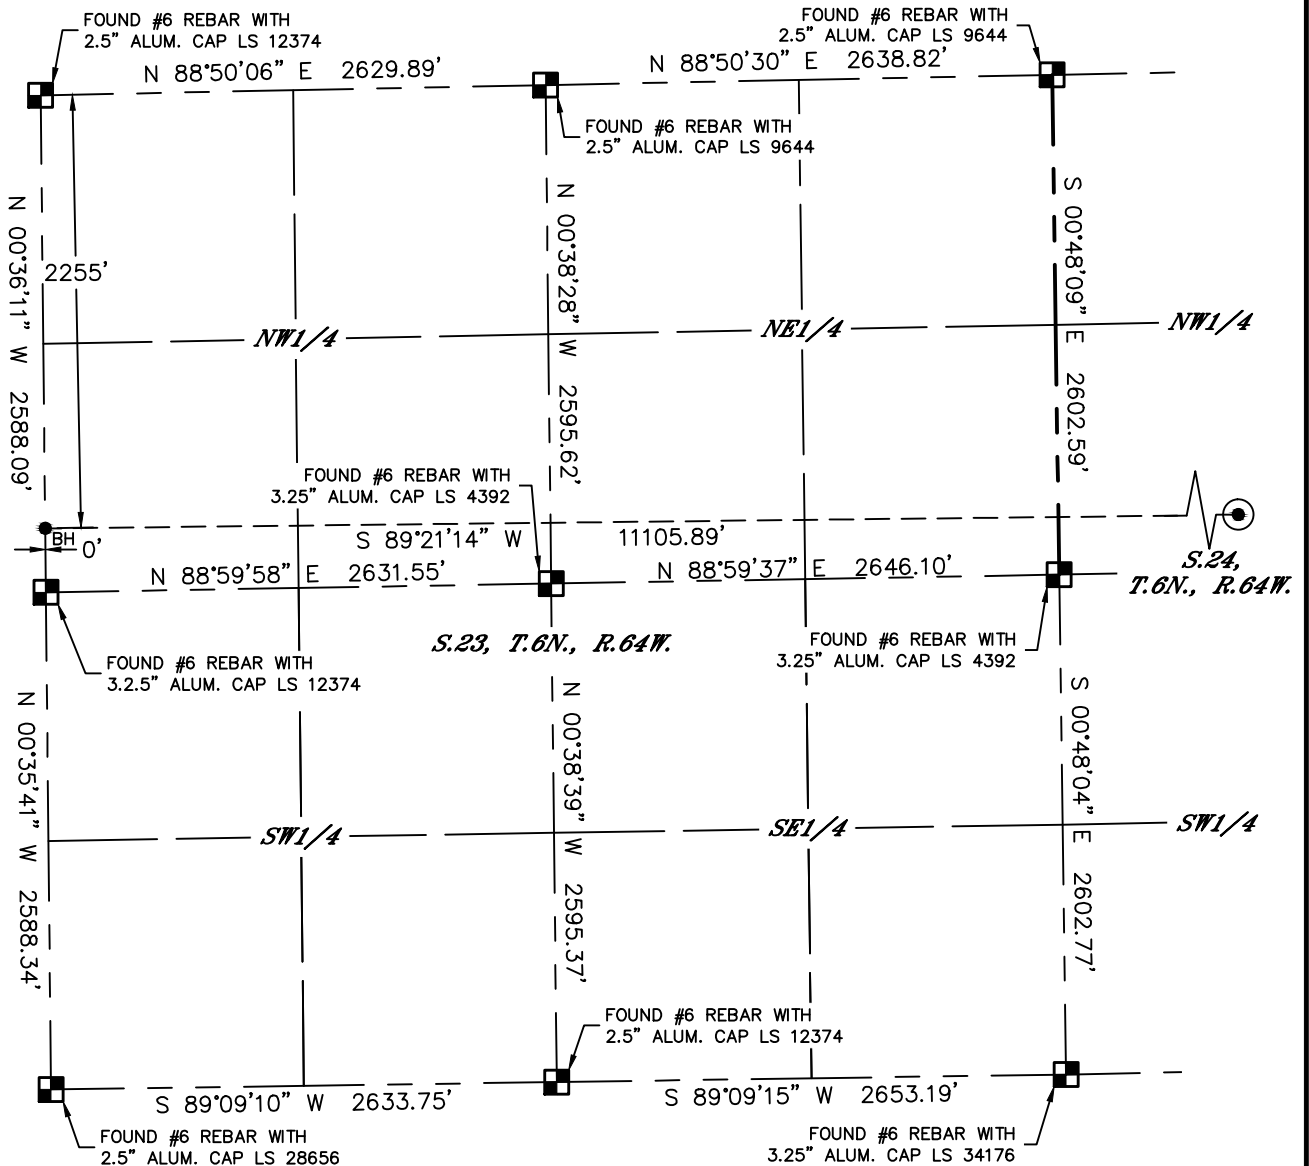 FOUND #6 REBAR WITH
2.5" ALUM. CAP LS 12374
FOUND #6 REBAR WITH
2.5" ALUM. CAP LS 9644
N 88°50'06" E 2629.89'
N 88°50'30" E 2638.82'
FOUND #6 REBAR WITH
2.5" ALUM. CAP LS 9644
N 00°36'11" W 2588.09'
2255'
N 00°38'28" W 2595.62'
S 00°48'09" E 2602.59'
NW1/4
NE1/4
NW1/4
FOUND #6 REBAR WITH
3.25" ALUM. CAP LS 4392
BH
0'
S 89°21'14" W 11105.89'
N 88°59'58" E 2631.55'
N 88°59'37" E 2646.10'
S.24,
T.6N., R.64W.
S.23, T.6N., R.64W.
FOUND #6 REBAR WITH
3.25" ALUM. CAP LS 4392
FOUND #6 REBAR WITH
3.2.5" ALUM. CAP LS 12374
N 00°35'41" W 2588.34'
N 00°38'39" W 2595.37'
S 00°48'04" E 2602.77'
SW1/4
SE1/4
SW1/4
FOUND #6 REBAR WITH
2.5" ALUM. CAP LS 12374
S 89°09'10" W 2633.75'
S 89°09'15" W 2653.19'
FOUND #6 REBAR WITH
2.5" ALUM. CAP LS 28656
FOUND #6 REBAR WITH
3.25" ALUM. CAP LS 34176